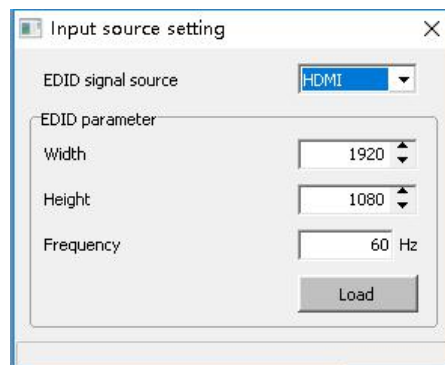 Input source setting
EDID signal source HDMI
EDID parameter
Width 1920
Height 1080
Frequency 60 Hz
Load